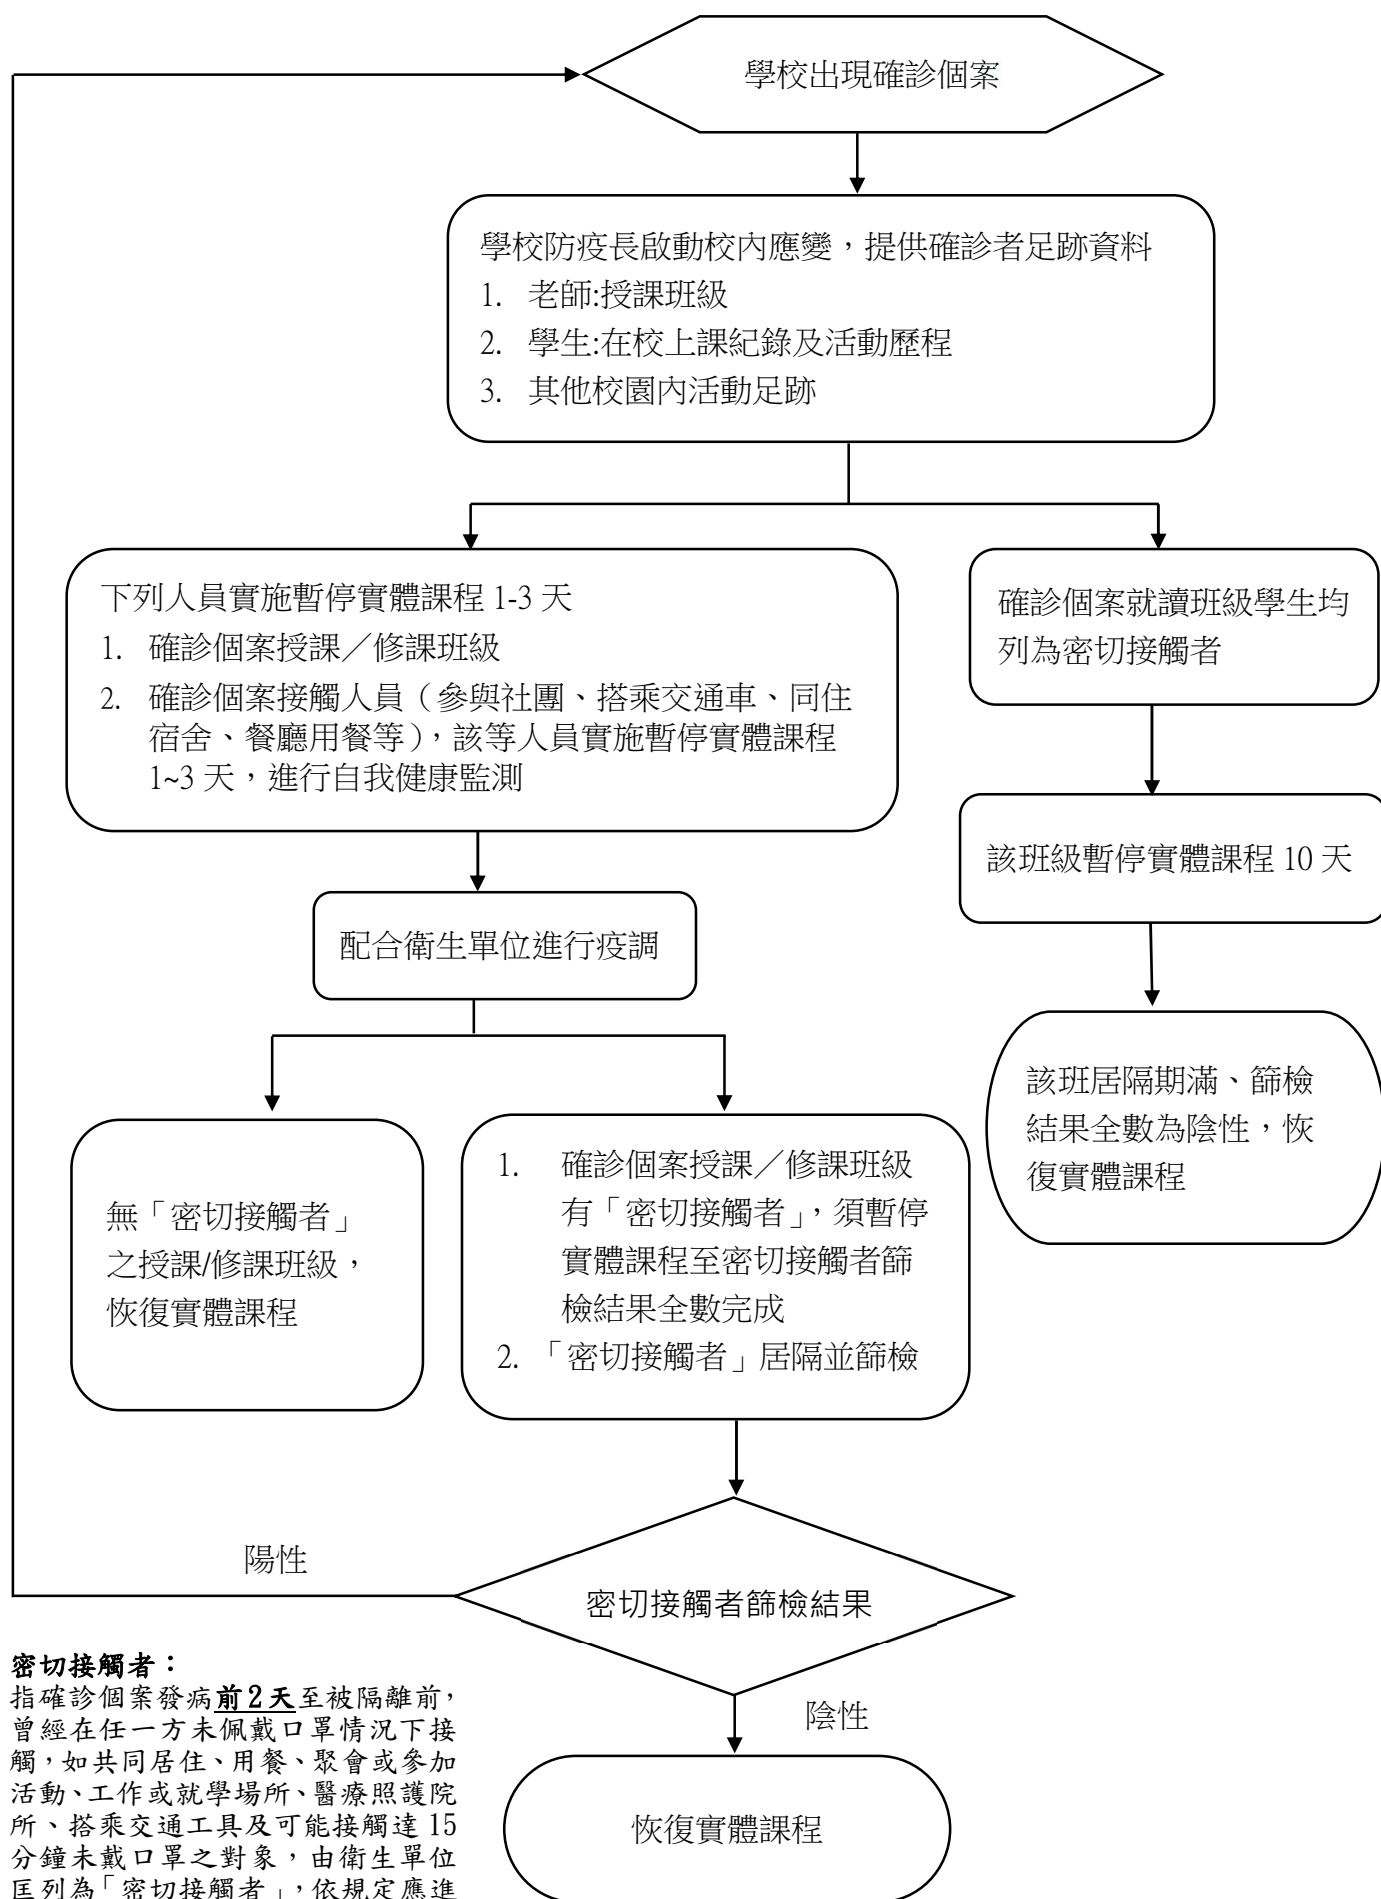 學校出現確診個案
學校防疫長啟動校內應變，提供確診者足跡資料
1. 老師:授課班級
2. 學生:在校上課紀錄及活動歷程
3. 其他校園內活動足跡
下列人員實施暫停實體課程 1-3 天
1. 確診個案授課／修課班級
2. 確診個案接觸人員（參與社團、搭乘交通車、同住
宿舍、餐廳用餐等），該等人員實施暫停實體課程
1~3 天，進行自我健康監測
確診個案就讀班級學生均
列為密切接觸者
該班級暫停實體課程 10 天
配合衛生單位進行疫調
該班居隔期滿、篩檢
結果全數為陰性，恢
復實體課程
無「密切接觸者」
之授課/修課班級，
恢復實體課程
1. 確診個案授課／修課班級
有「密切接觸者」，須暫停
實體課程至密切接觸者篩
檢結果全數完成
2. 「密切接觸者」居隔並篩檢
陽性
密切接觸者篩檢結果
陰性
恢復實體課程
密切接觸者：
指確診個案發病前2天至被隔離前，
曾經在任一方未佩戴口罩情況下接
觸，如共同居住、用餐、聚會或參加
活動、工作或就學場所、醫療照護院
所、搭乘交通工具及可能接觸達 15
分鐘未戴口罩之對象，由衛生單位
匡列為「密切接觸者」，依規定應進